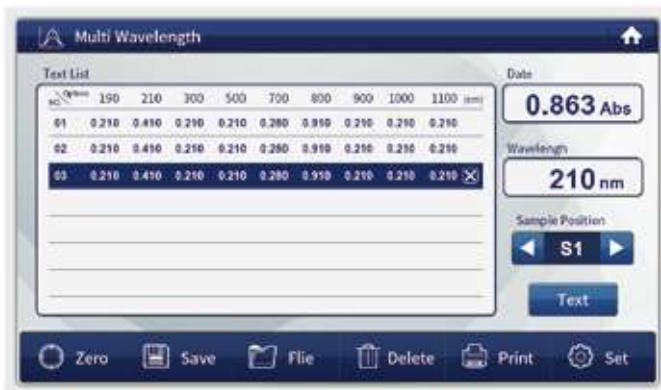 Multi Wavelength
Text List
NO Option 190 210 300 500 700 800 900 1000 1100 (nm)
01 0.210 0.410 0.210 0.210 0.280 0.910 0.210 0.210 0.210
02 0.210 0.410 0.210 0.210 0.280 0.910 0.210 0.210 0.210
03 0.210 0.410 0.210 0.210 0.280 0.910 0.210 0.210 0.210
Date
0.863 Abs
Wavelengh
210 nm
Sample Position
S1
Text
Zero Save Flie Delete Print Set